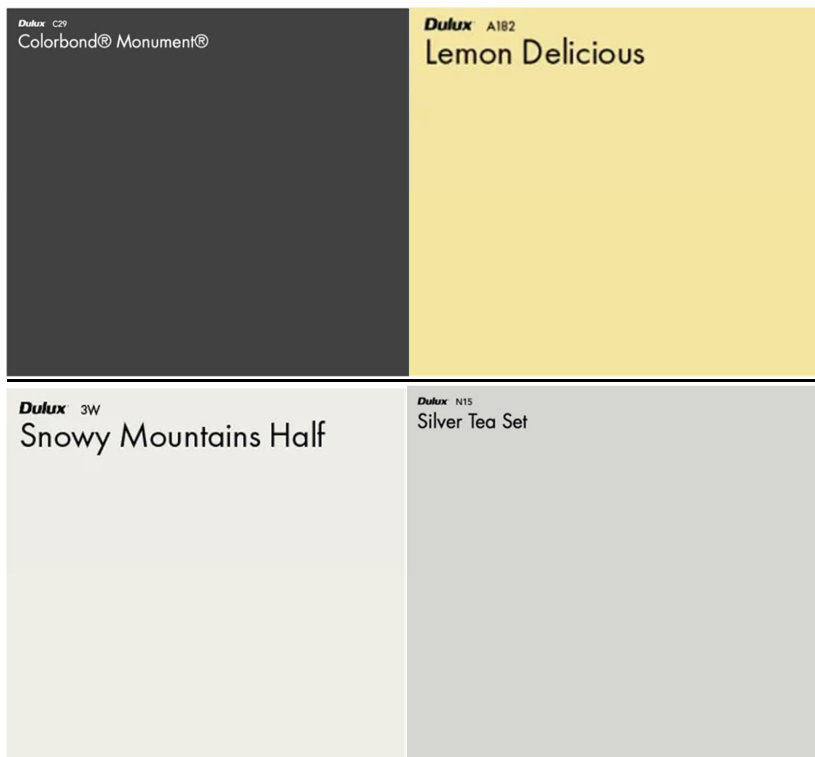 Dulux C29
Colorbond® Monument®
Dulux A182
Lemon Delicious
Dulux 3W
Snowy Mountains Half
Dulux N15
Silver Tea Set